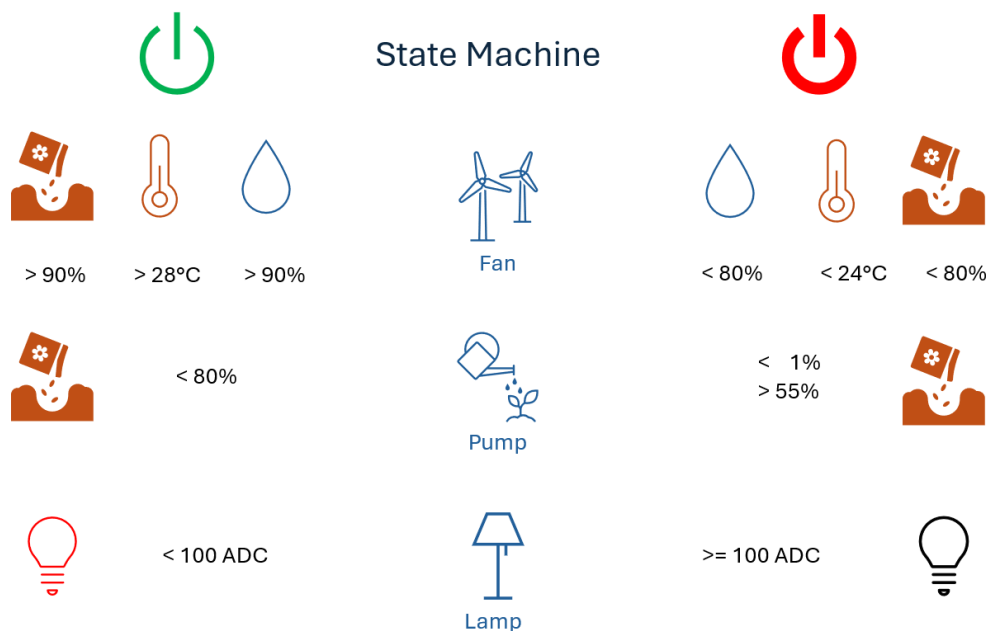 State Machine
> 90% > 28°C > 90%
Fan
< 80% < 24°C < 80%
< 80%
< 1%
> 55%
Pump
< 100 ADC
>= 100 ADC
Lamp